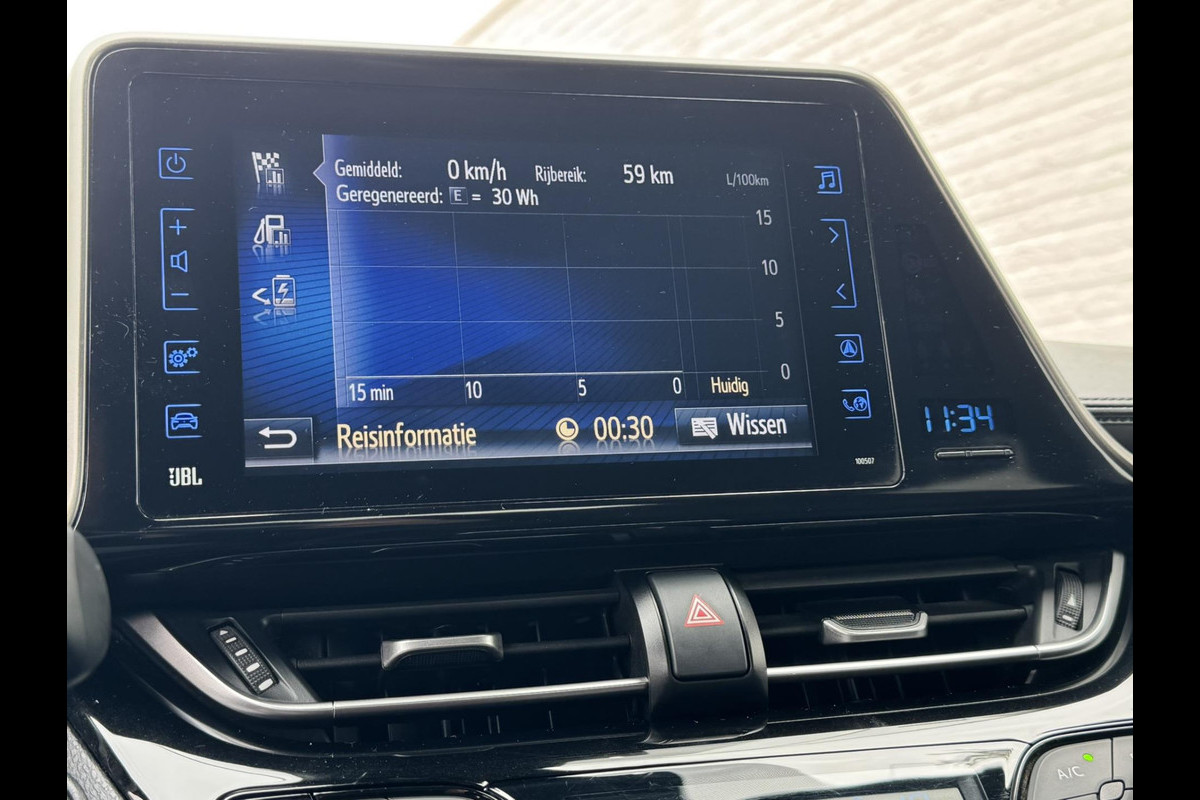 Gemiddeld: 0 km/h Rijbereik: 59 km L/100km
Geregenereerd: E = 30 Wh
15
10
5
0
15 min 10 5 0 Huidig
Reisinformatie 00:30 Wissen
JBL
100507
11:34
A/C